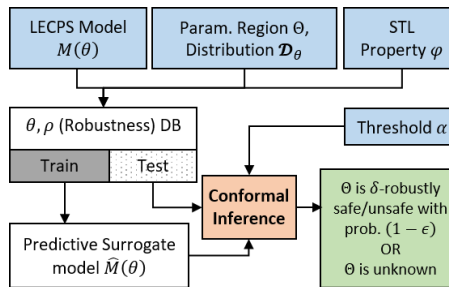 LECPS Model
M(θ)
Param. Region Θ,
Distribution 𝓓_θ
STL
Property φ
θ, ρ (Robustness) DB
Train
Test
Threshold α
Conformal
Inference
Θ is δ-robustly
safe/unsafe with
prob. (1 − ϵ)
OR
Θ is unknown
Predictive Surrogate
model M̂(θ)